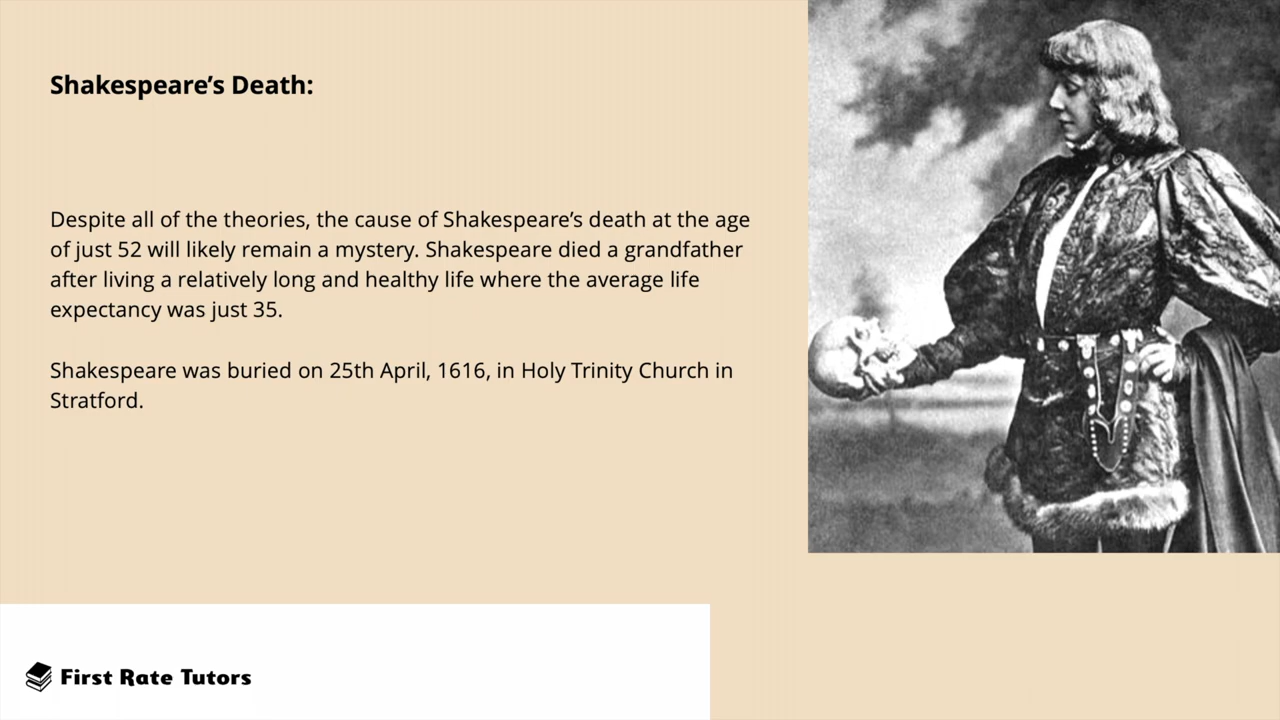 Shakespeare’s Death:
Despite all of the theories, the cause of Shakespeare’s death at the age
of just 52 will likely remain a mystery. Shakespeare died a grandfather
after living a relatively long and healthy life where the average life
expectancy was just 35.
Shakespeare was buried on 25th April, 1616, in Holy Trinity Church in
Stratford.
First Rate Tutors